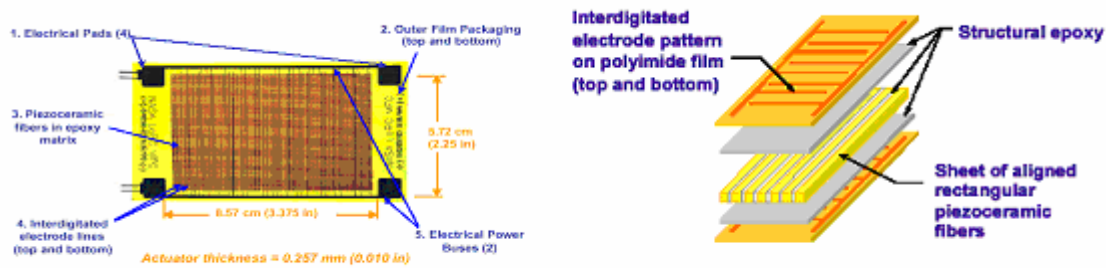 1. Electrical Pads (4)
2. Outer Film Packaging
(top and bottom)
3. Piezoceramic
fibers in epoxy
matrix
5.72 cm
(2.25 in)
8.57 cm (3.375 in)
4. Interdigitated
electrode lines
(top and bottom)
5. Electrical Power
Buses (2)
Actuator thickness = 0.257 mm (0.010 in)
Interdigitated
electrode pattern
on polyimide film
(top and bottom)
Structural epoxy
Sheet of aligned
rectangular
piezoceramic
fibers